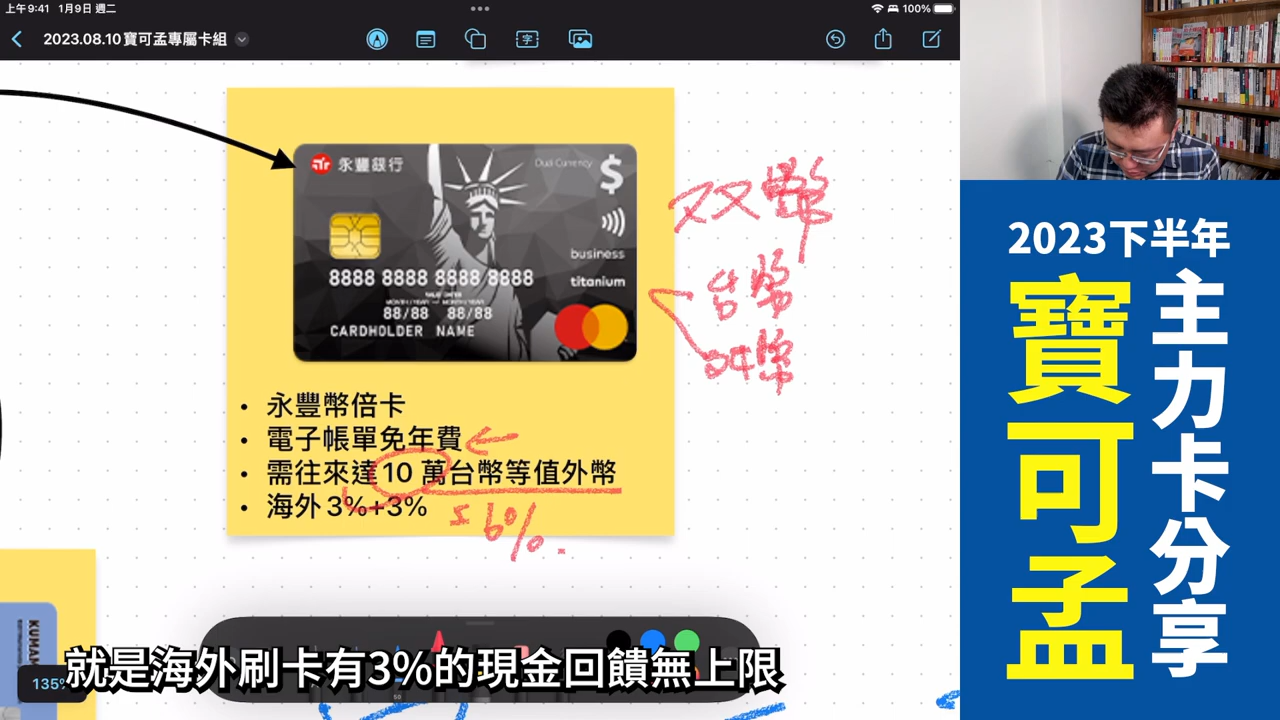 上午9:41 1月9日 週二
100%
2023.08.10寶可孟專屬卡組
字
永豐銀行
Dual Currency
$
business
8888 8888 8888 8888
titanium
88/88 88/88
CARDHOLDER NAME
双幣
台幣
外幣
• 永豐幣倍卡
• 電子帳單免年費
• 需往來達10 萬台幣等值外幣
• 海外 3%+3%
= 6%.
135%
就是海外刷卡有3%的現金回饋無上限
2023下半年
寶可孟
主力卡分享